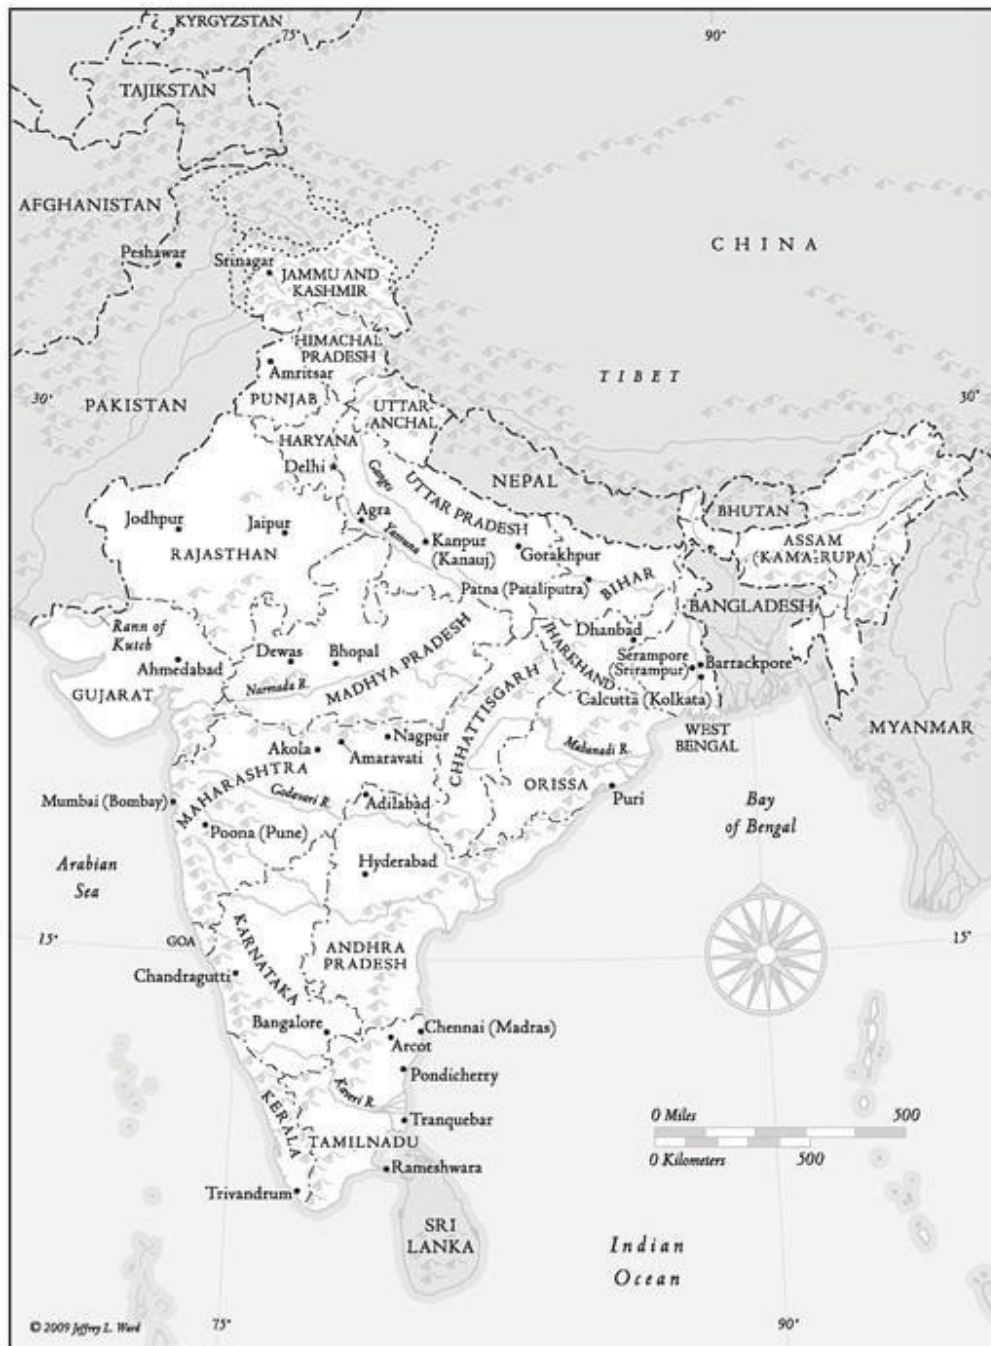 KYRGYZSTAN
75°
90°
TAJIKSTAN
AFGHANISTAN
Peshawar
Srinagar
JAMMU AND
KASHMIR
CHINA
HIMACHAL
PRADESH
Amritsar
TIBET
30°
PAKISTAN
PUNJAB
UTTAR-
ANCHAL
30°
HARYANA
Delhi
Ganges
UTTAR PRADESH
NEPAL
BHUTAN
Jodhpur
Jaipur
RAJASTHAN
Agra
Yamuna
Kanpur
(Kanauj)
Gorakhpur
ASSAM
(KAMA-RUPA)
Patna (Pataliputra)
BIHAR
BANGLADESH
Rann of
Kutch
Ahmedabad
GUJARAT
Dewas
Bhopal
Narmada R.
MADHYA PRADESH
Dhanbad
JHARKHAND
Serampore
(Srirampur)
Barrackpore
Calcutta (Kolkata)
WEST
BENGAL
MYANMAR
CHHATTISGARH
Nagpur
Akola
Amaravati
Mahanadi R.
MAHARASHTRA
Godavari R.
Adilabad
ORISSA
Puri
Mumbai (Bombay)
Poona (Pune)
Bay
of Bengal
Hyderabad
Arabian
Sea
15°
GOA
KARNATAKA
ANDHRA
PRADESH
15°
Chandragutti
Bangalore
Chennai (Madras)
Arcot
Pondicherry
Kaveri R.
KERALA
Tranquebar
TAMILNADU
0 Miles 500
0 Kilometers 500
Rameshwara
Trivandrum
SRI
LANKA
Indian
Ocean
© 2009 Jeffrey L. Ward
75°
90°